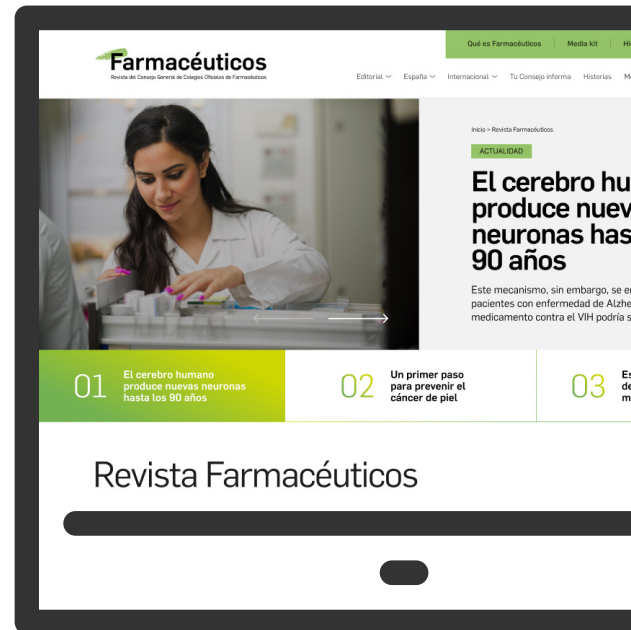 Qué es Farmacéuticos
Media kit
Farmacéuticos
Revista del Consejo General de Colegios Oficiales de Farmacéuticos
Editorial
España
Internacional
Tu Consejo informa
Historias
Inicio > Revista Farmacéuticos
ACTUALIDAD
El cerebro hu
produce nuev
neuronas has
90 años
Este mecanismo, sin embargo, se e
pacientes con enfermedad de Alzhe
medicamento contra el VIH podría s
01
El cerebro humano
produce nuevas neuronas
hasta los 90 años
02
Un primer paso
para prevenir el
cáncer de piel
03
Es
de
m
Revista Farmacéuticos